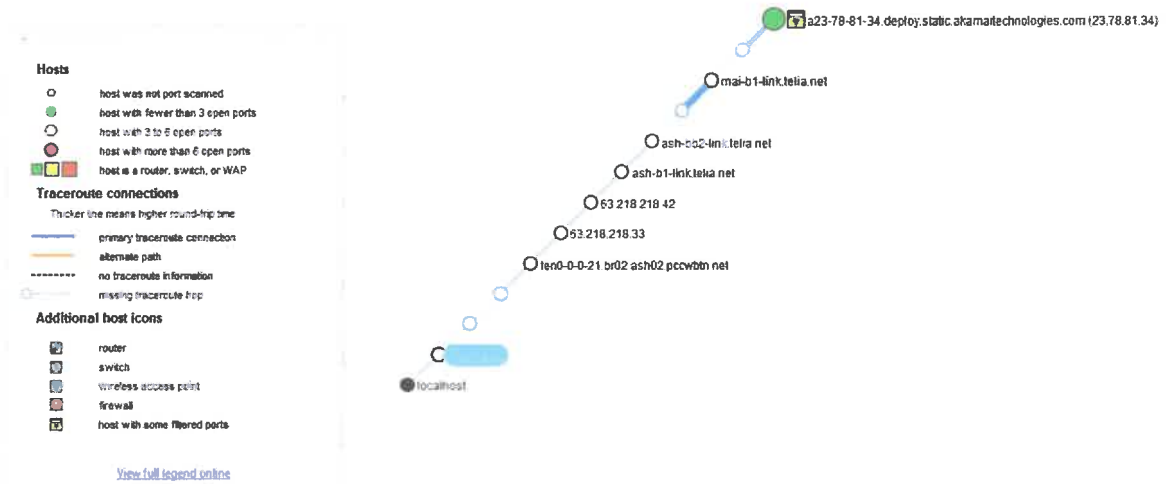 Hosts
host was not port scanned
host with fewer than 3 open ports
host with 3 to 6 open ports
host with more than 6 open ports
host is a router, switch, or WAP
Traceroute connections
Thicker line means higher round-trip time
primary traceroute connection
alternate path
no traceroute information
missing traceroute hop
Additional host icons
router
switch
wireless access point
firewall
host with some filtered ports
View full legend online
a23-78-81-34.deploy.static.akamaitechnologies.com (23.78.81.34)
mai-b1-link.telia.net
ash-bb2-link.telia.net
ash-b1-link.telia.net
63.218.218.42
63.218.218.33
ten0-0-0-21.br02.ash02.pccwbtn.net
localhost